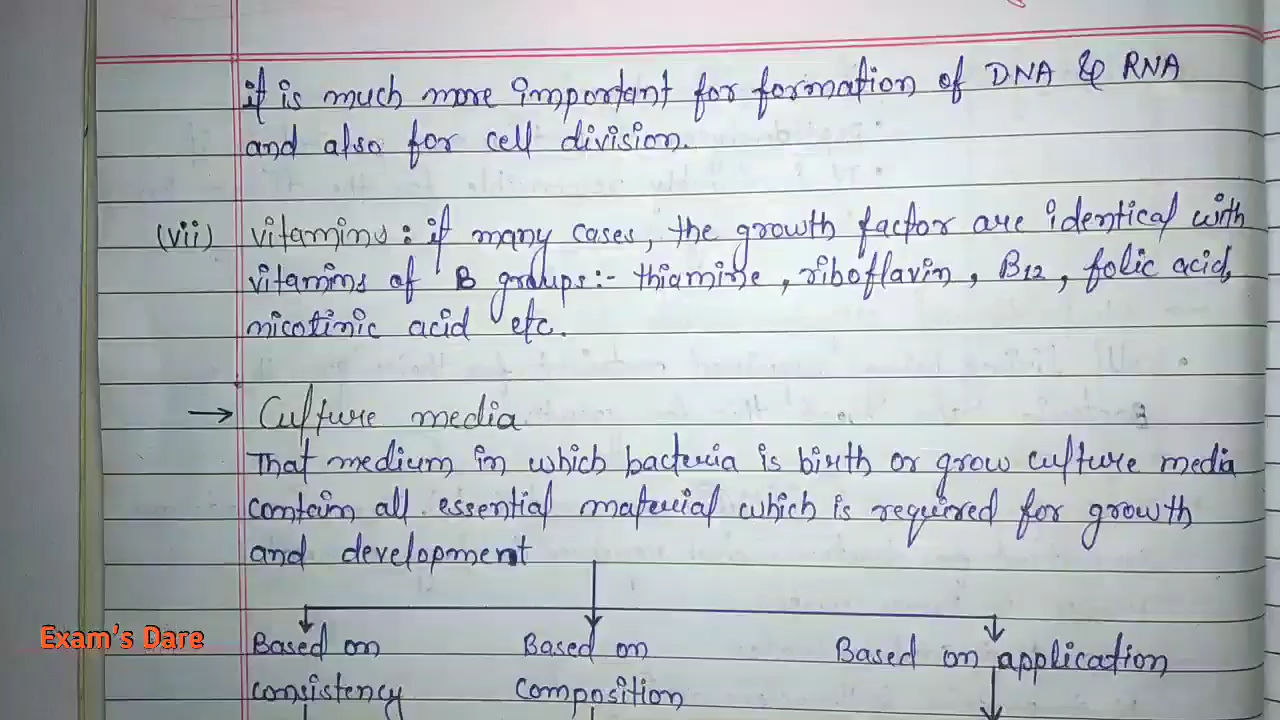 it is much more important for formation of DNA & RNA
and also for cell division.
(vii) vitamins : if many cases, the growth factor are identical with
vitamins of B groups:- thiamine, riboflavin, B12, folic acid,
nicotinic acid etc.
→ Culture media
That medium in which bacteria is birth or grow culture media
contain all essential material which is required for growth
and development
Based on consistency
Based on composition
Based on application
Exam's Dare